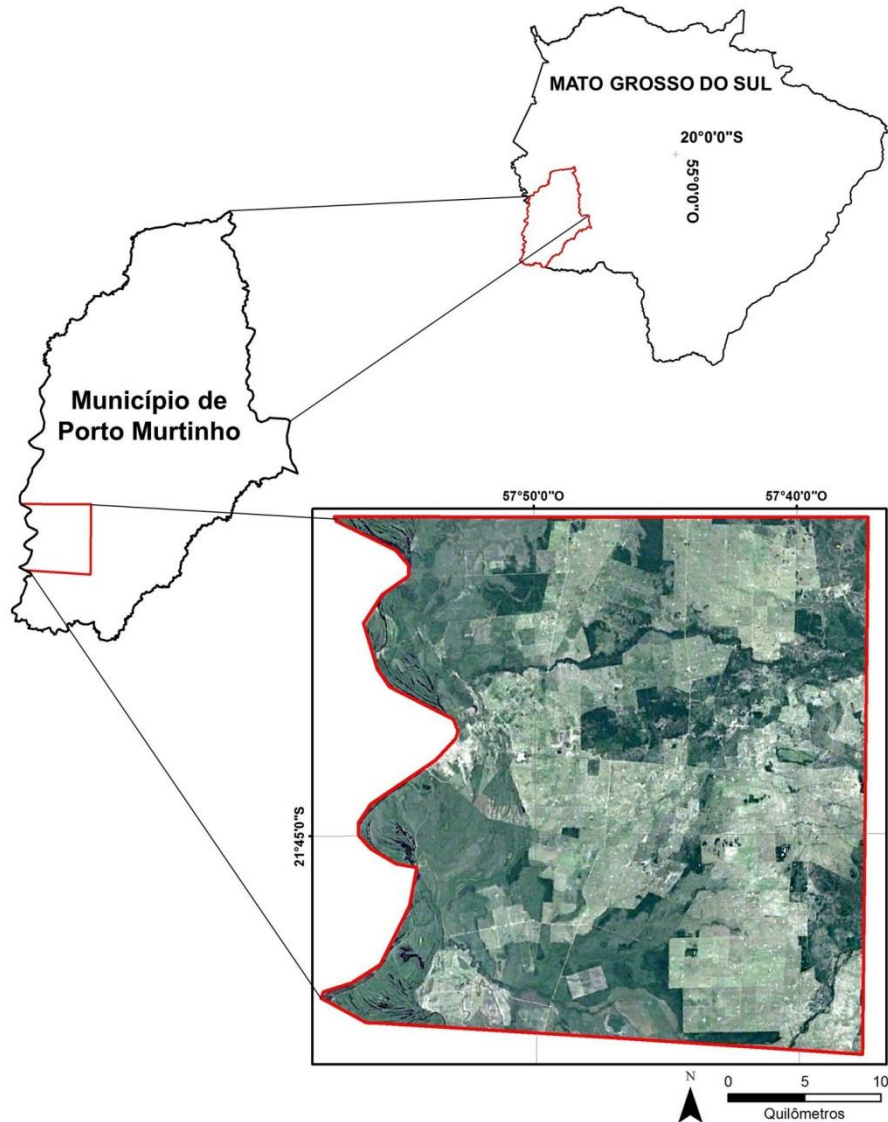 MATO GROSSO DO SUL
20°0'0"S
55°0'0"O
Município de
Porto Murtinho
57°50'0"O
57°40'0"O
21°45'0"S
N
0 5 10
Quilômetros